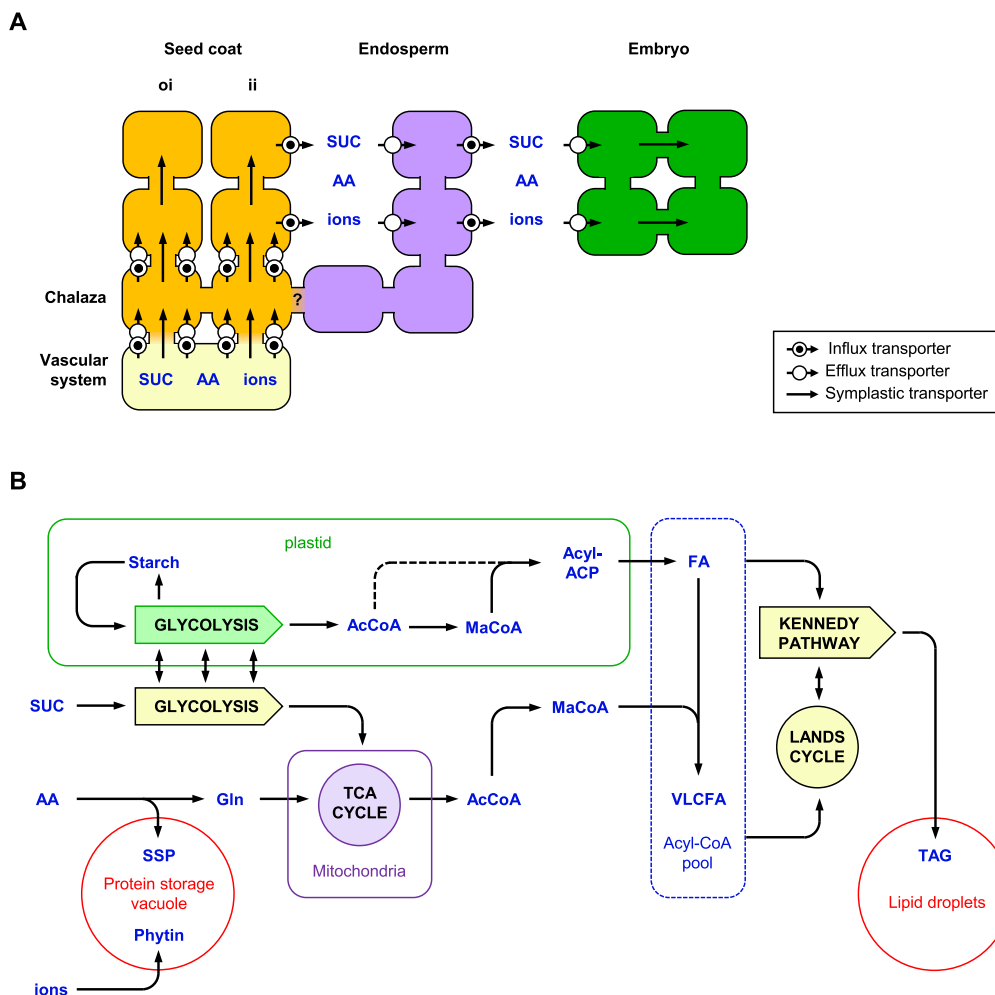 A
Seed coat
Endosperm
Embryo
oi
ii
SUC
SUC
AA
AA
ions
ions
Chalaza
?
Vascular
system
SUC
AA
ions
Influx transporter
Efflux transporter
Symplastic transporter
B
plastid
Starch
Acyl-
ACP
FA
GLYCOLYSIS
AcCoA
MaCoA
KENNEDY
PATHWAY
SUC
GLYCOLYSIS
MaCoA
LANDS
CYCLE
AA
Gln
TCA
CYCLE
AcCoA
VLCFA
SSP
Mitochondria
Acyl-CoA
pool
TAG
Protein storage
vacuole
Lipid droplets
Phytin
ions